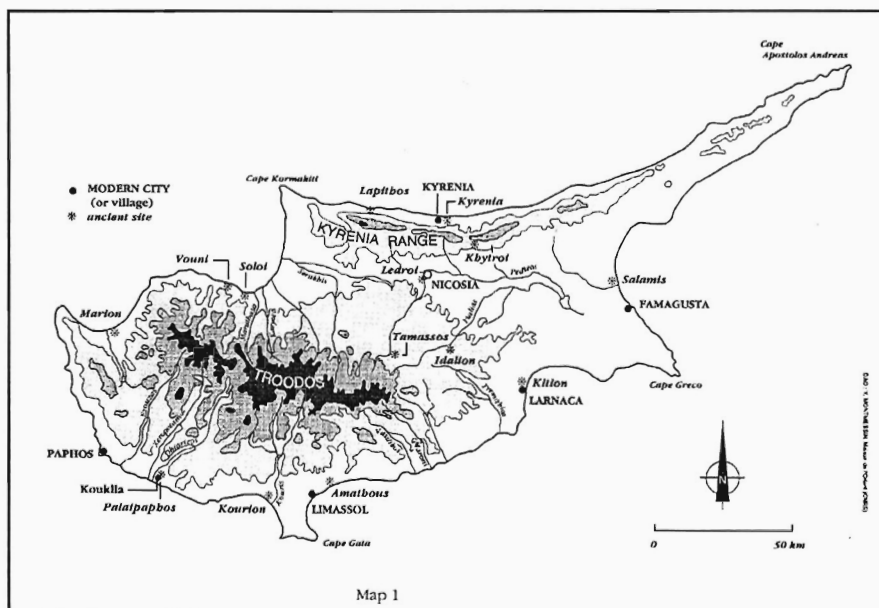 Cape
Apostolos Andreas
MODERN CITY
(or village)
ancient site
Cape Kormakiti
Lapithos
KYRENIA
Kyrenia
KYRENIA RANGE
Khytroi
Vouni
Soloi
Ledroi
NICOSIA
Pedieos
Serakhis
Salamis
FAMAGUSTA
Marion
Tamassos
Idalion
TROODOS
Kition
LARNACA
Cape Greco
PAPHOS
Kouklia
Palaipaphos
Kourion
Amathous
LIMASSOL
Cape Gata
N
0 50 km
Map 1